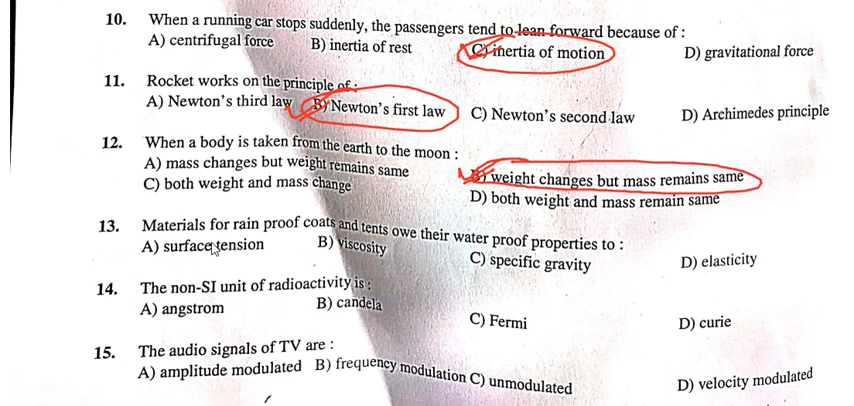 10. When a running car stops suddenly, the passengers tend to lean forward because of :
A) centrifugal force B) inertia of rest C) inertia of motion D) gravitational force
11. Rocket works on the principle of :
A) Newton's third law B) Newton's first law C) Newton's second law D) Archimedes principle
12. When a body is taken from the earth to the moon :
A) mass changes but weight remains same B) weight changes but mass remains same
C) both weight and mass change D) both weight and mass remain same
13. Materials for rain proof coats and tents owe their water proof properties to :
A) surface tension B) viscosity C) specific gravity D) elasticity
14. The non-SI unit of radioactivity is :
A) angstrom B) candela C) Fermi D) curie
15. The audio signals of TV are :
A) amplitude modulated B) frequency modulation C) unmodulated D) velocity modulated